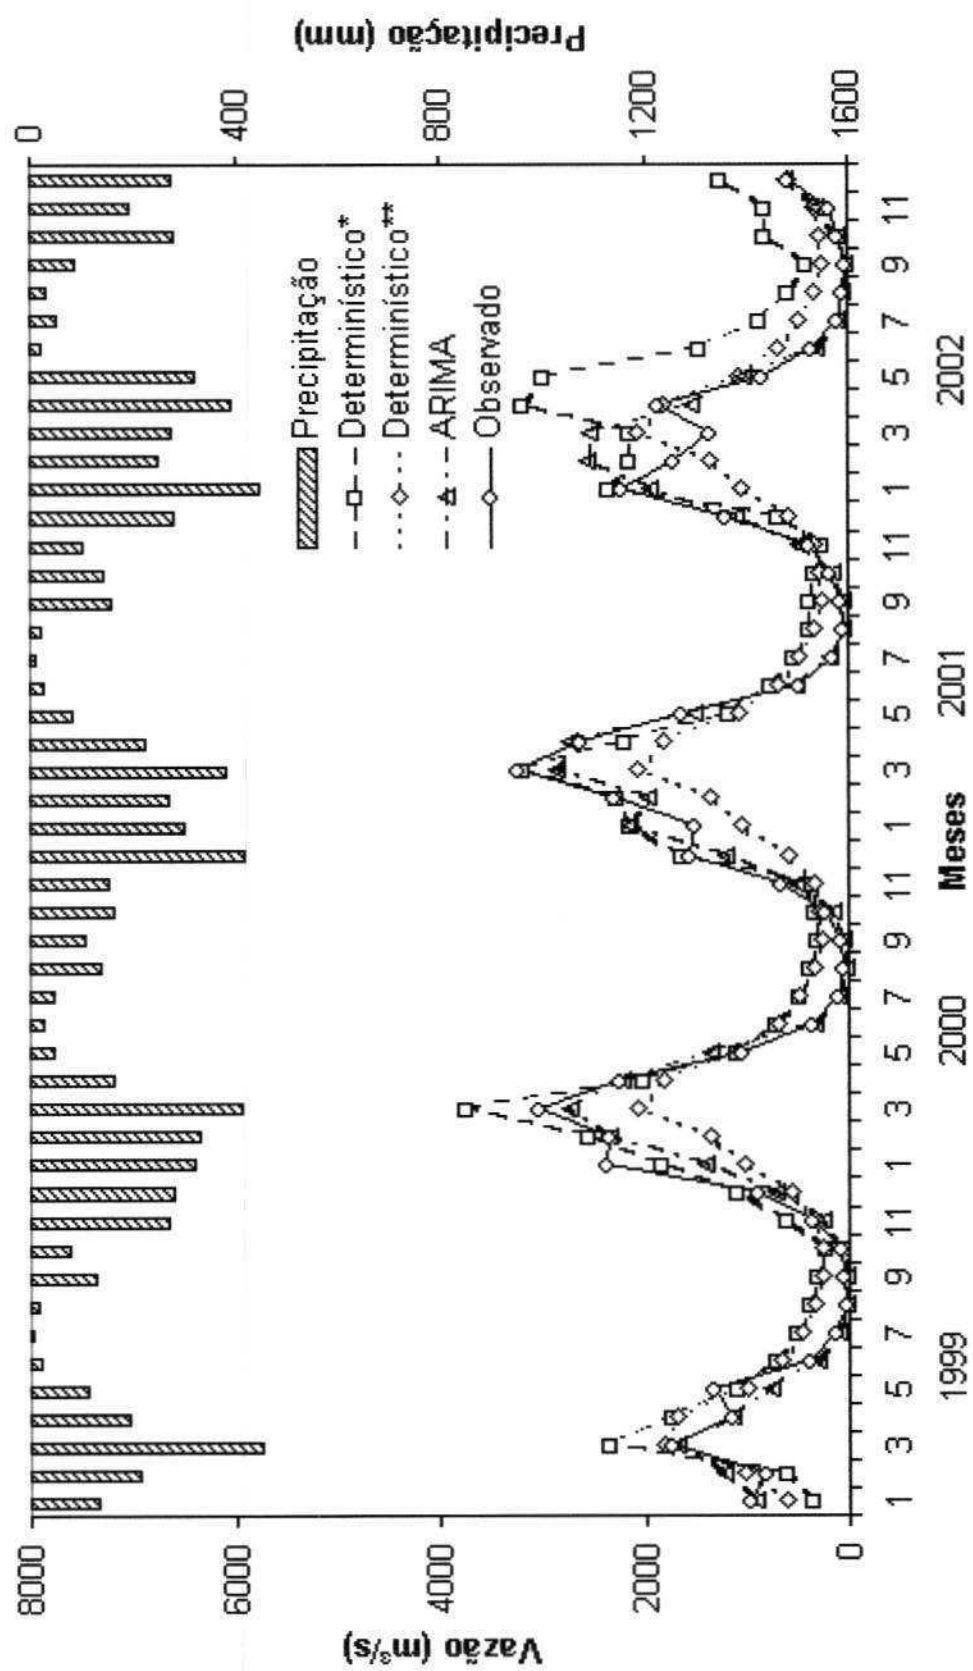 Precipitação (mm)
0
400
800
1200
1600
Precipitação
Determinístico*
Determinístico**
ARIMA
Observado
8000
6000
4000
2000
0
Vazão (m³/s)
1 3 5 7 9 11 1 3 5 7 9 11 1 3 5 7 9 11 1 3 5 7 9 11
1999 2000 2001 2002
Meses